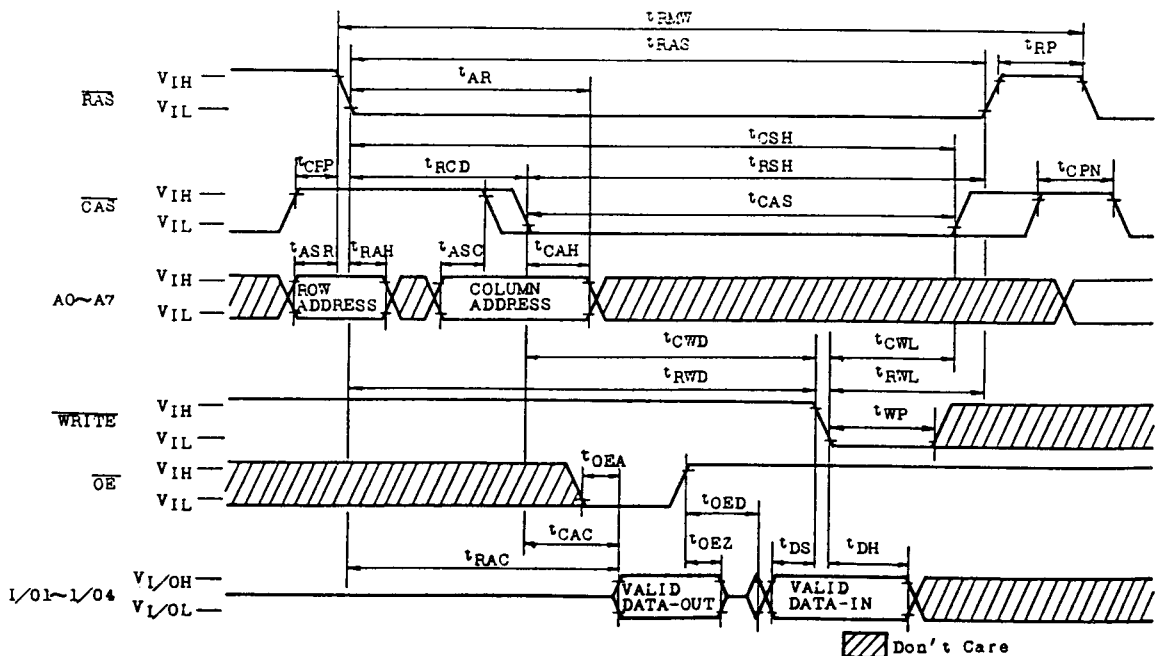 tRMW
tRAS
tRP
tAR
RAS
VIH
VIL
tCSH
tCRP
tRCD
tRSH
tCPN
CAS
VIH
VIL
tCAS
tASR
tRAH
tASC
tCAH
A0~A7
VIH
VIL
ROW ADDRESS
COLUMN ADDRESS
tCWD
tCWL
tRWD
tRWL
WRITE
VIH
VIL
tWP
OE
VIH
VIL
tOEA
tOED
tCAC
tOEZ
tDS
tDH
tRAC
I/O1~I/O4
VI/OH
VI/OL
VALID DATA-OUT
VALID DATA-IN
Don't Care